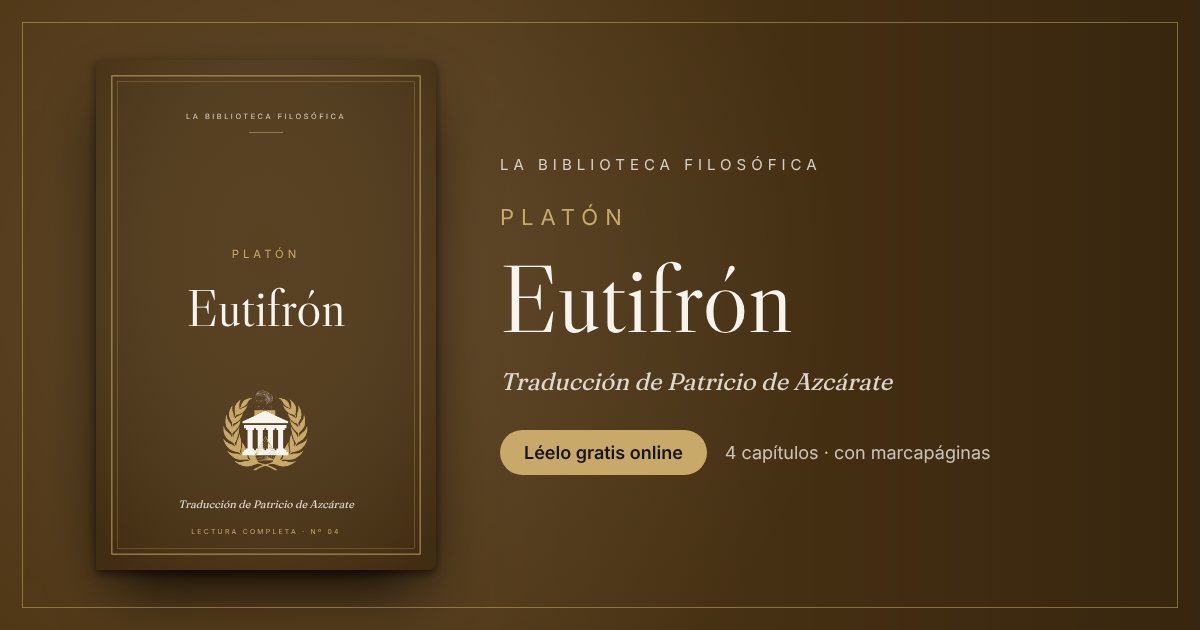 LA BIBLIOTECA FILOSÓFICA
PLATÓN
Eutifrón
Traducción de Patricio de Azcárate
LECTURA COMPLETA · Nº 04
LA BIBLIOTECA FILOSÓFICA
PLATÓN
Eutifrón
Traducción de Patricio de Azcárate
Léelo gratis online
4 capítulos · con marcapáginas